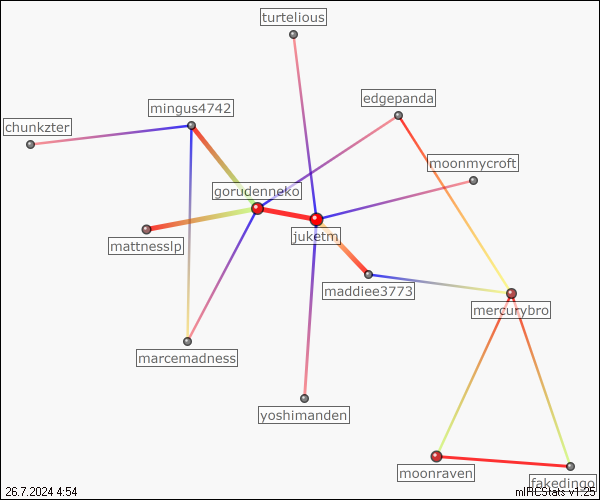 turtelious
edgepanda
mingus4742
chunkzter
moonmycroft
gorudenneko
juketm
mattnesslp
maddiee3773
mercurybro
marcemadness
yoshimanden
moonraven
fakedingo
26.7.2024 4:54
mIRCStats v1.25